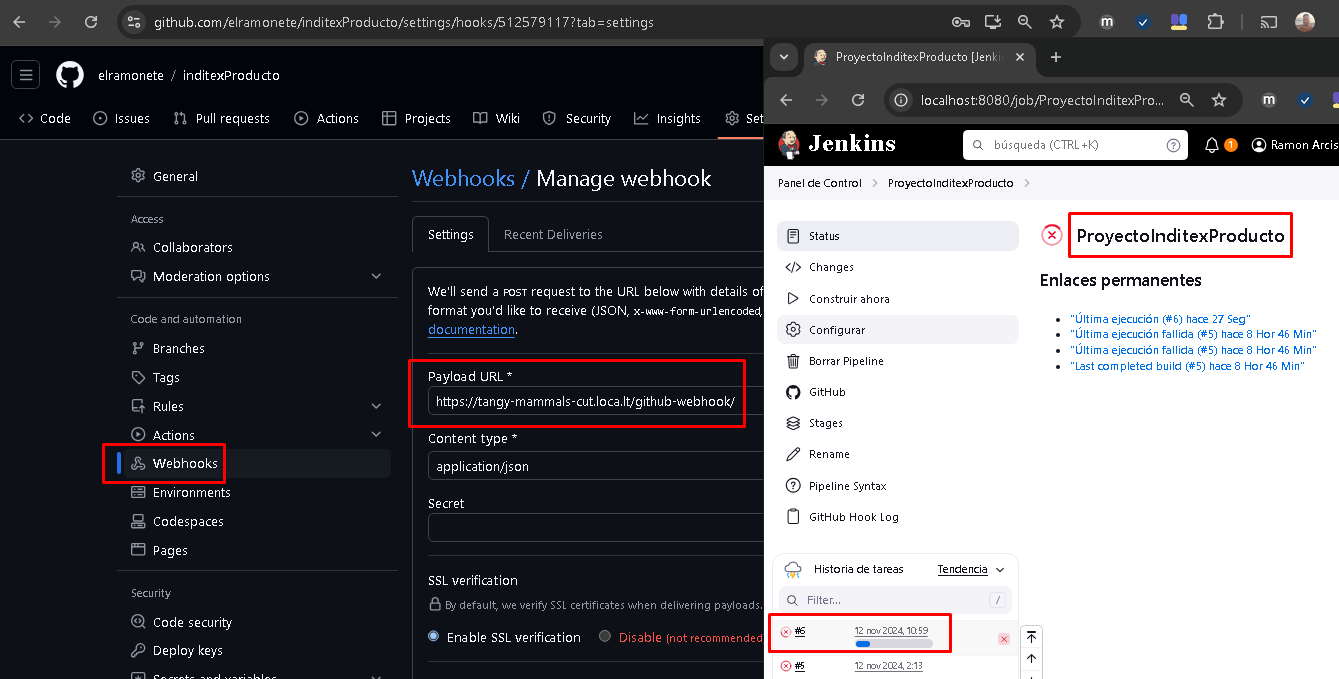 github.com/elramonete/inditexProducto/settings/hooks/512579117?tab=settings
elramonete / inditexProducto
Code
Issues
Pull requests
Actions
Projects
Wiki
Security
Insights
Set
General
Access
Collaborators
Moderation options
Code and automation
Branches
Tags
Rules
Actions
Webhooks
Environments
Codespaces
Pages
Security
Code security
Deploy keys
Secrets and variables
Webhooks / Manage webhook
Settings
Recent Deliveries
We'll send a POST request to the URL below with details of
format you'd like to receive (JSON, x-www-form-urlencoded,
documentation.
Payload URL *
https://tangy-mammals-cut.loca.lt/github-webhook/
Content type *
application/json
Secret
SSL verification
By default, we verify SSL certificates when delivering payloads.
Enable SSL verification
Disable (not recommended
ProyectoInditexProducto [Jenki
localhost:8080/job/ProyectoInditexPro...
Jenkins
búsqueda (CTRL+K)
1
Ramon Arcis
Panel de Control
ProyectoInditexProducto
Status
Changes
Construir ahora
Configurar
Borrar Pipeline
GitHub
Stages
Rename
Pipeline Syntax
GitHub Hook Log
Historia de tareas
Tendencia
Filter...
/
#6
12 nov 2024, 10:59
#5
12 nov 2024, 2:13
ProyectoInditexProducto
Enlaces permanentes
"Última ejecución (#6) hace 27 Seg"
"Última ejecución fallida (#5) hace 8 Hor 46 Min"
"Última ejecución fallida (#5) hace 8 Hor 46 Min"
"Last completed build (#5) hace 8 Hor 46 Min"